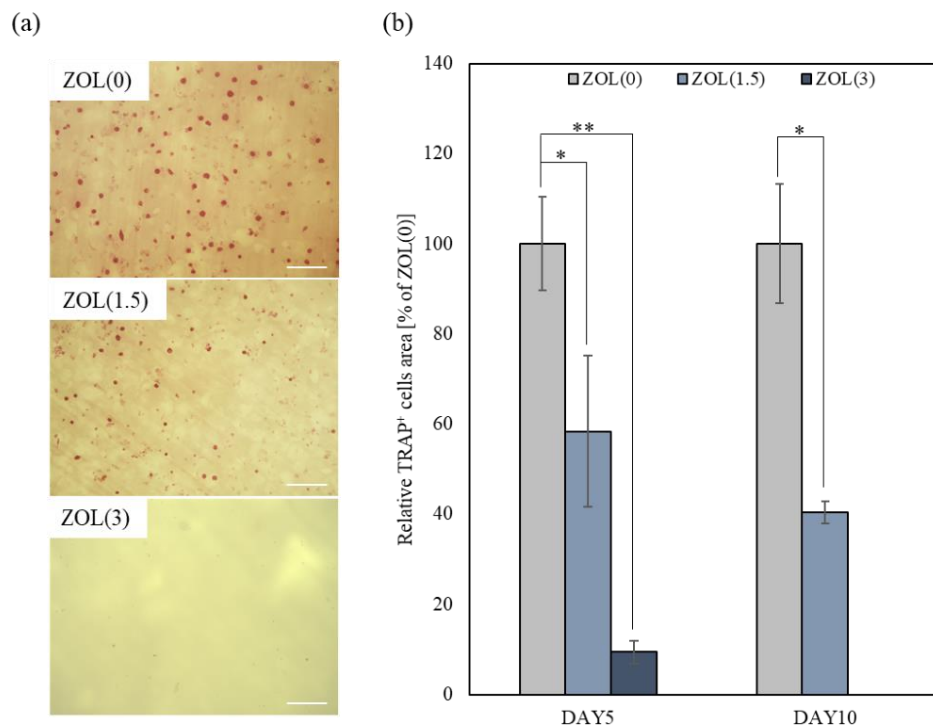 (a)
ZOL(0)
ZOL(1.5)
ZOL(3)
(b)
Relative TRAP⁺ cells area [% of ZOL(0)]
140
120
100
80
60
40
20
0
ZOL(0) ZOL(1.5) ZOL(3)
**
*
*
DAY5 DAY10